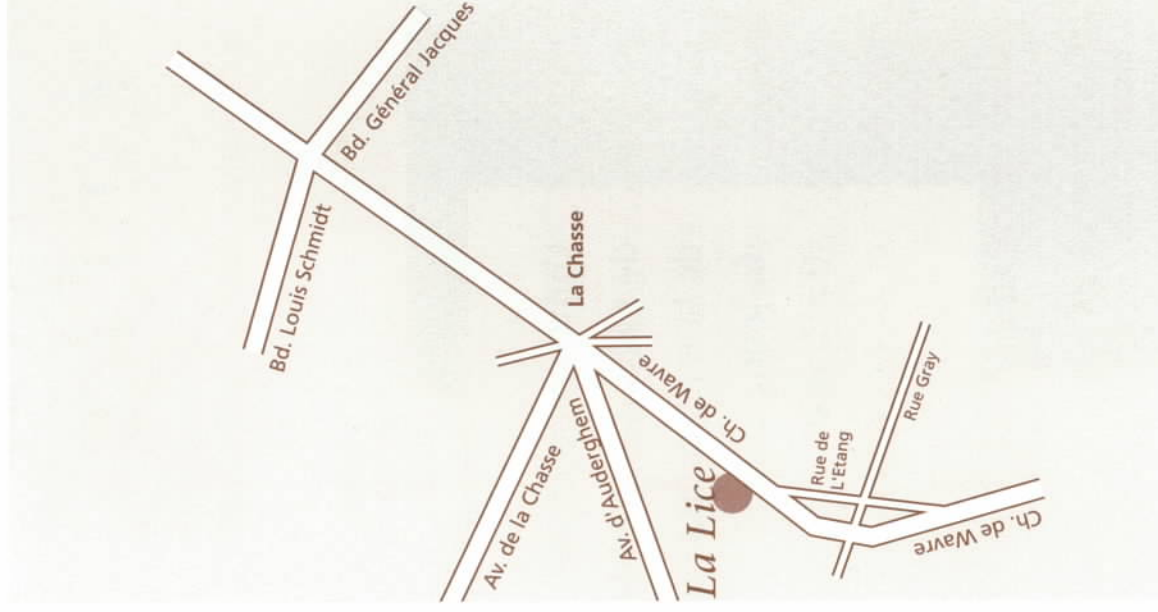 Bd. Général Jacques
Bd. Louis Schmidt
La Chasse
Ch. de Wavre
Av. de la Chasse
Av. d'Auderghem
La Lice
Rue de
L'Etang
Rue Gray
Ch. de Wavre